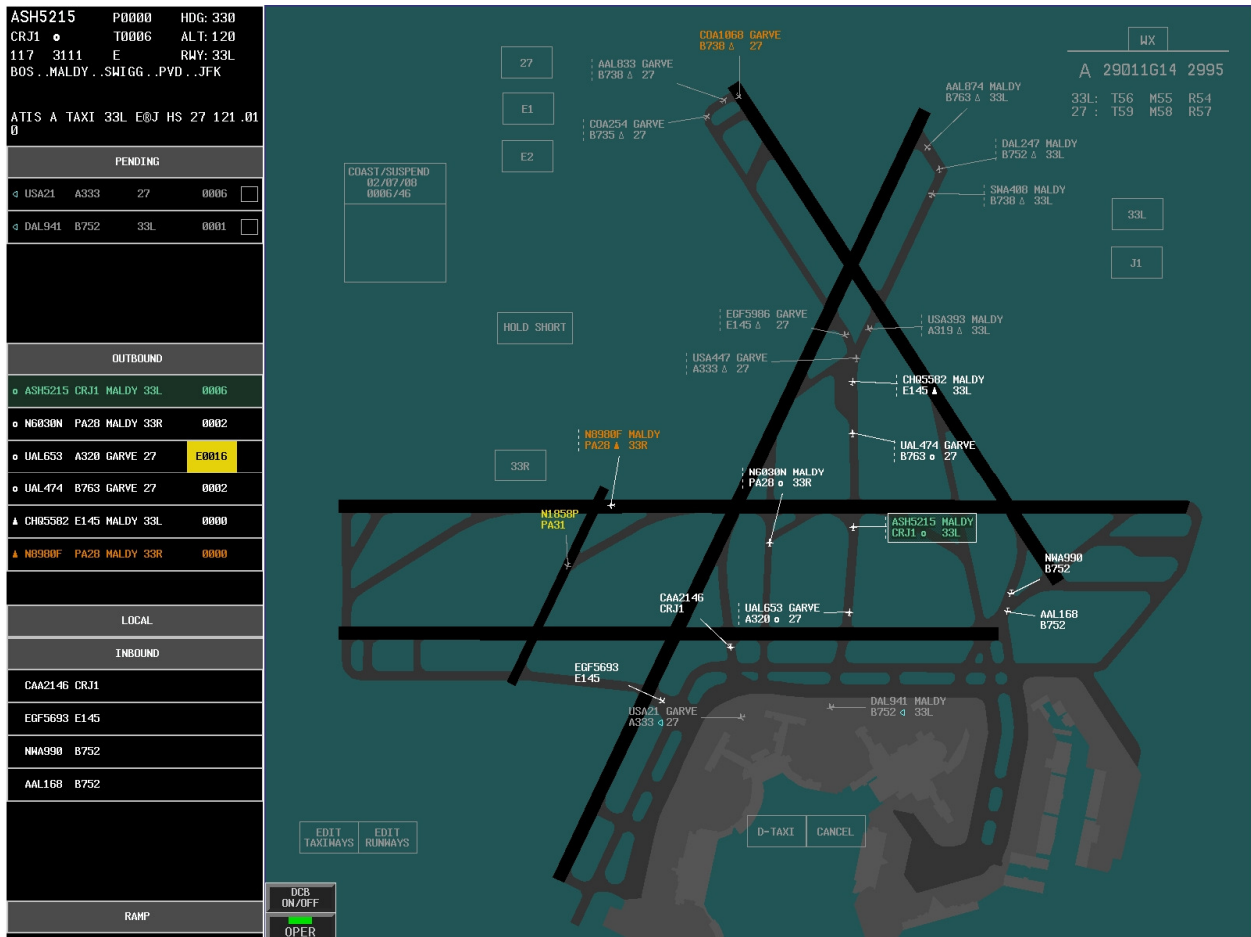 ASH5215 P0000 HDG: 330
CRJ1 T0006 ALT: 120
117 3111 E RWY: 33L
BOS..MALDY..SWIGG..PVD..JFK
ATIS A TAXI 33L E®J HS 27 121.01
0
PENDING
USA21 A333 27 0006
DAL941 B752 33L 0001
OUTBOUND
ASH5215 CRJ1 MALDY 33L 0006
N6030N PA28 MALDY 33R 0002
UAL653 A320 GARVE 27 E0016
UAL474 B763 GARVE 27 0002
CHQ5582 E145 MALDY 33L 0000
N8980F PA28 MALDY 33R 0000
LOCAL
INBOUND
CAA2146 CRJ1
EGF5693 E145
NWA990 B752
AAL168 B752
RAMP
27
E1
E2
COAST/SUSPEND
02/07/08
0006/46
HOLD SHORT
33R
COA1068 GARVE
B738 27
AAL833 GARVE
B738 27
COA254 GARVE
B735 27
AAL874 MALDY
B763 33L
DAL247 MALDY
B752 33L
SWA408 MALDY
B738 33L
WX
A 29011G14 2995
33L: T56 M55 R54
27 : T59 M58 R57
33L
J1
EGF5986 GARVE
E145 27
USA393 MALDY
A319 33L
USA447 GARVE
A333 27
CHQ5582 MALDY
E145 33L
N8980F MALDY
PA28 33R
UAL474 GARVE
B763 27
N6030N MALDY
PA28 33R
N1858P
PA31
ASH5215 MALDY
CRJ1 33L
NWA990
B752
CAA2146
CRJ1
UAL653 GARVE
A320 27
AAL168
B752
EGF5693
E145
USA21 GARVE
A333 27
DAL941 MALDY
B752 33L
EDIT
TAXIWAYS
EDIT
RUNWAYS
D-TAXI
CANCEL
DCB
ON/OFF
OPER